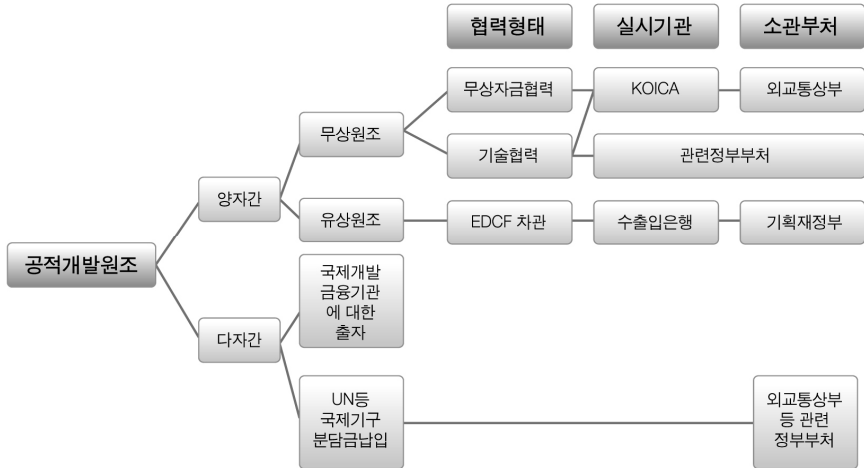 협력형태
실시기관
소관부처
무상자금협력
KOICA
외교통상부
무상원조
기술협력
관련정부부처
양자간
유상원조
EDCF 차관
수출입은행
기획재정부
공적개발원조
국제개발
금융기관
에 대한
출자
다자간
UN등
국제기구
분담금납입
외교통상부
등 관련
정부부처